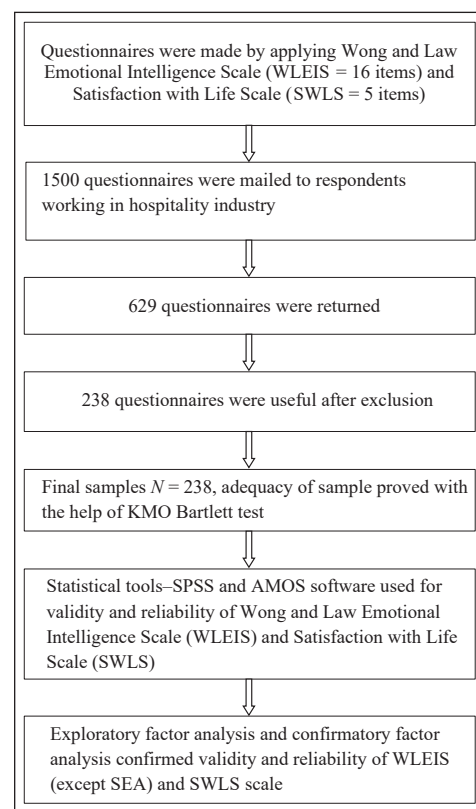 Questionnaires were made by applying Wong and Law
Emotional Intelligence Scale (WLEIS = 16 items) and
Satisfaction with Life Scale (SWLS = 5 items)
1500 questionnaires were mailed to respondents
working in hospitality industry
629 questionnaires were returned
238 questionnaires were useful after exclusion
Final samples N = 238, adequacy of sample proved with
the help of KMO Bartlett test
Statistical tools–SPSS and AMOS software used for
validity and reliability of Wong and Law Emotional
Intelligence Scale (WLEIS) and Satisfaction with Life
Scale (SWLS)
Exploratory factor analysis and confirmatory factor
analysis confirmed validity and reliability of WLEIS
(except SEA) and SWLS scale